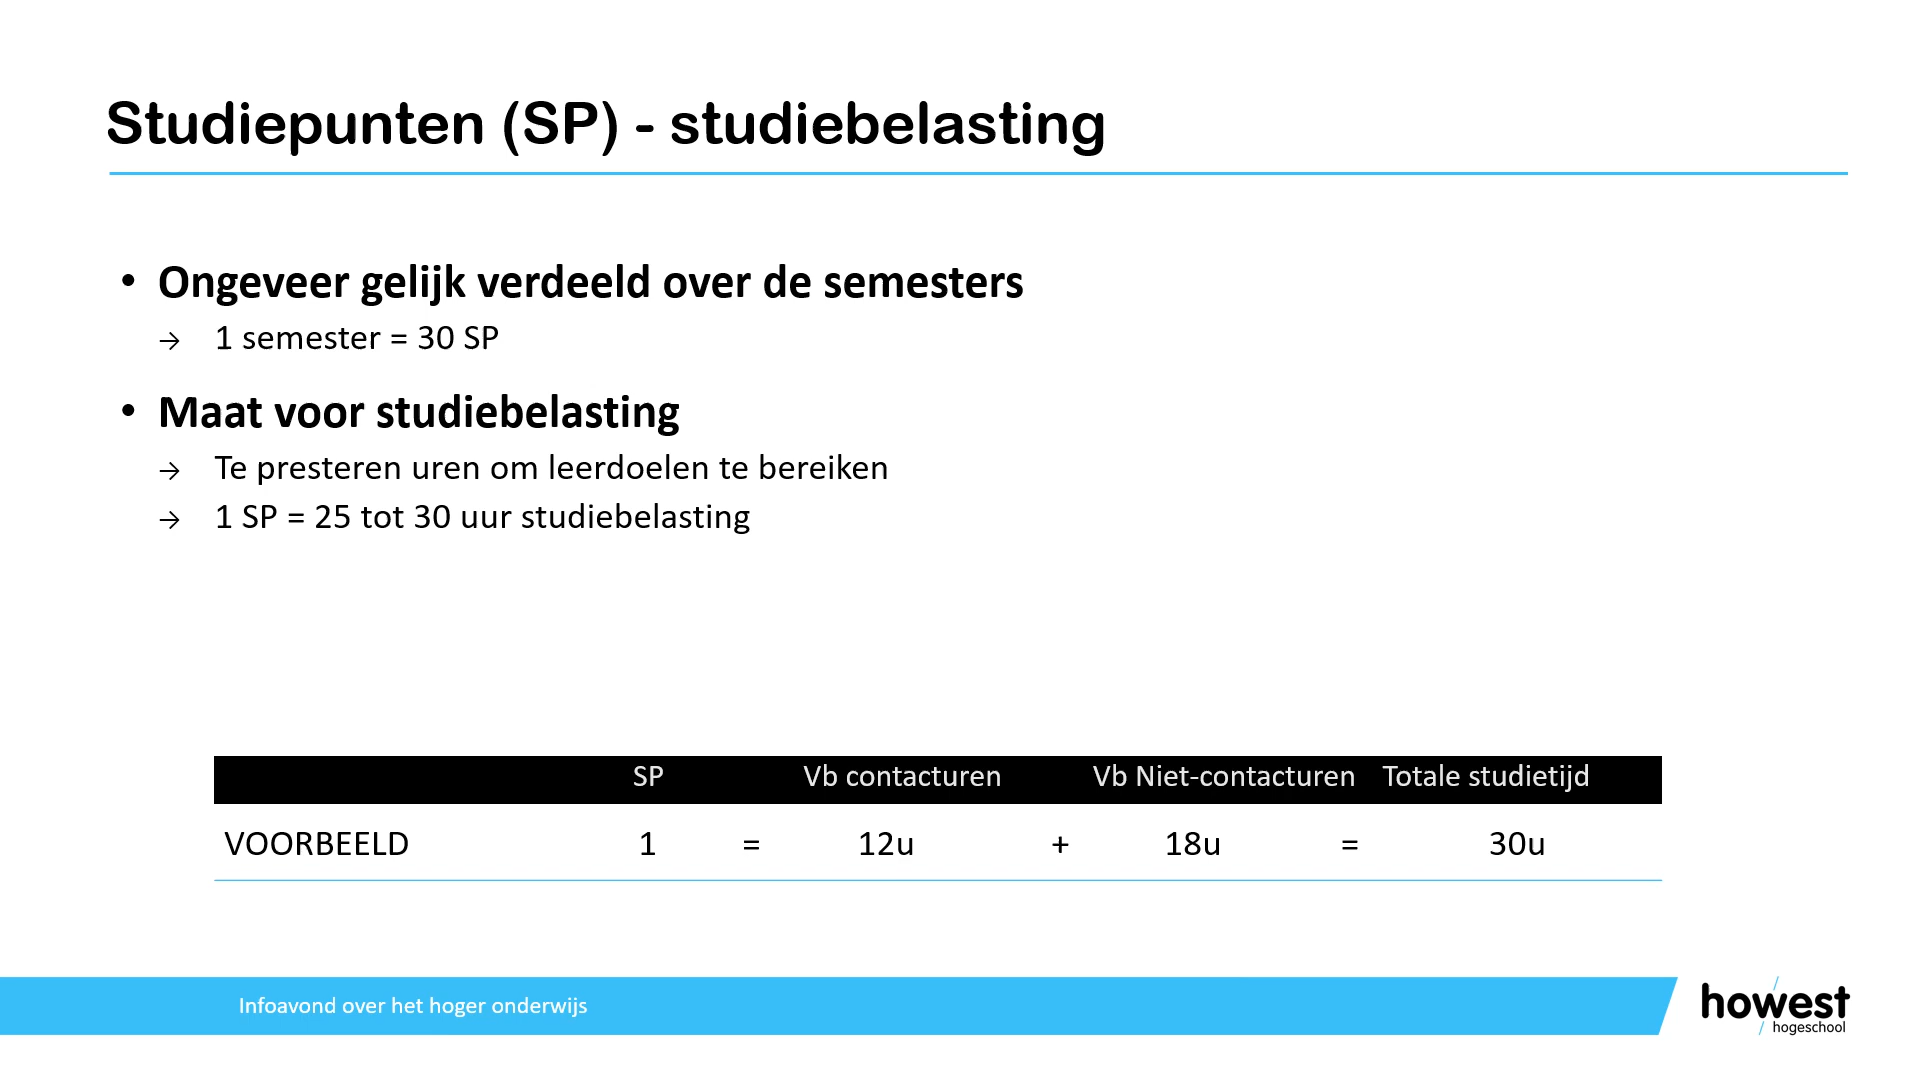 Studiepunten (SP) - studiebelasting
• Ongeveer gelijk verdeeld over de semesters
→ 1 semester = 30 SP
• Maat voor studiebelasting
→ Te presteren uren om leerdoelen te bereiken
→ 1 SP = 25 tot 30 uur studiebelasting
SP Vb contacturen Vb Niet-contacturen Totale studietijd
VOORBEELD 1 = 12u + 18u = 30u
Infoavond over het hoger onderwijs
howest
hogeschool